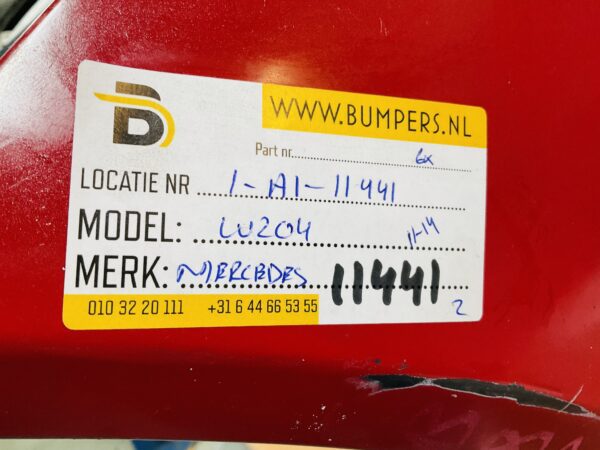 B
WWW.BUMPERS.NL
Part nr. 6x
LOCATIE NR 1-A1-11441
MODEL: W204 11-14
MERK: MERCEDES 11441
010 32 20 111 +31 6 44 66 53 55 2